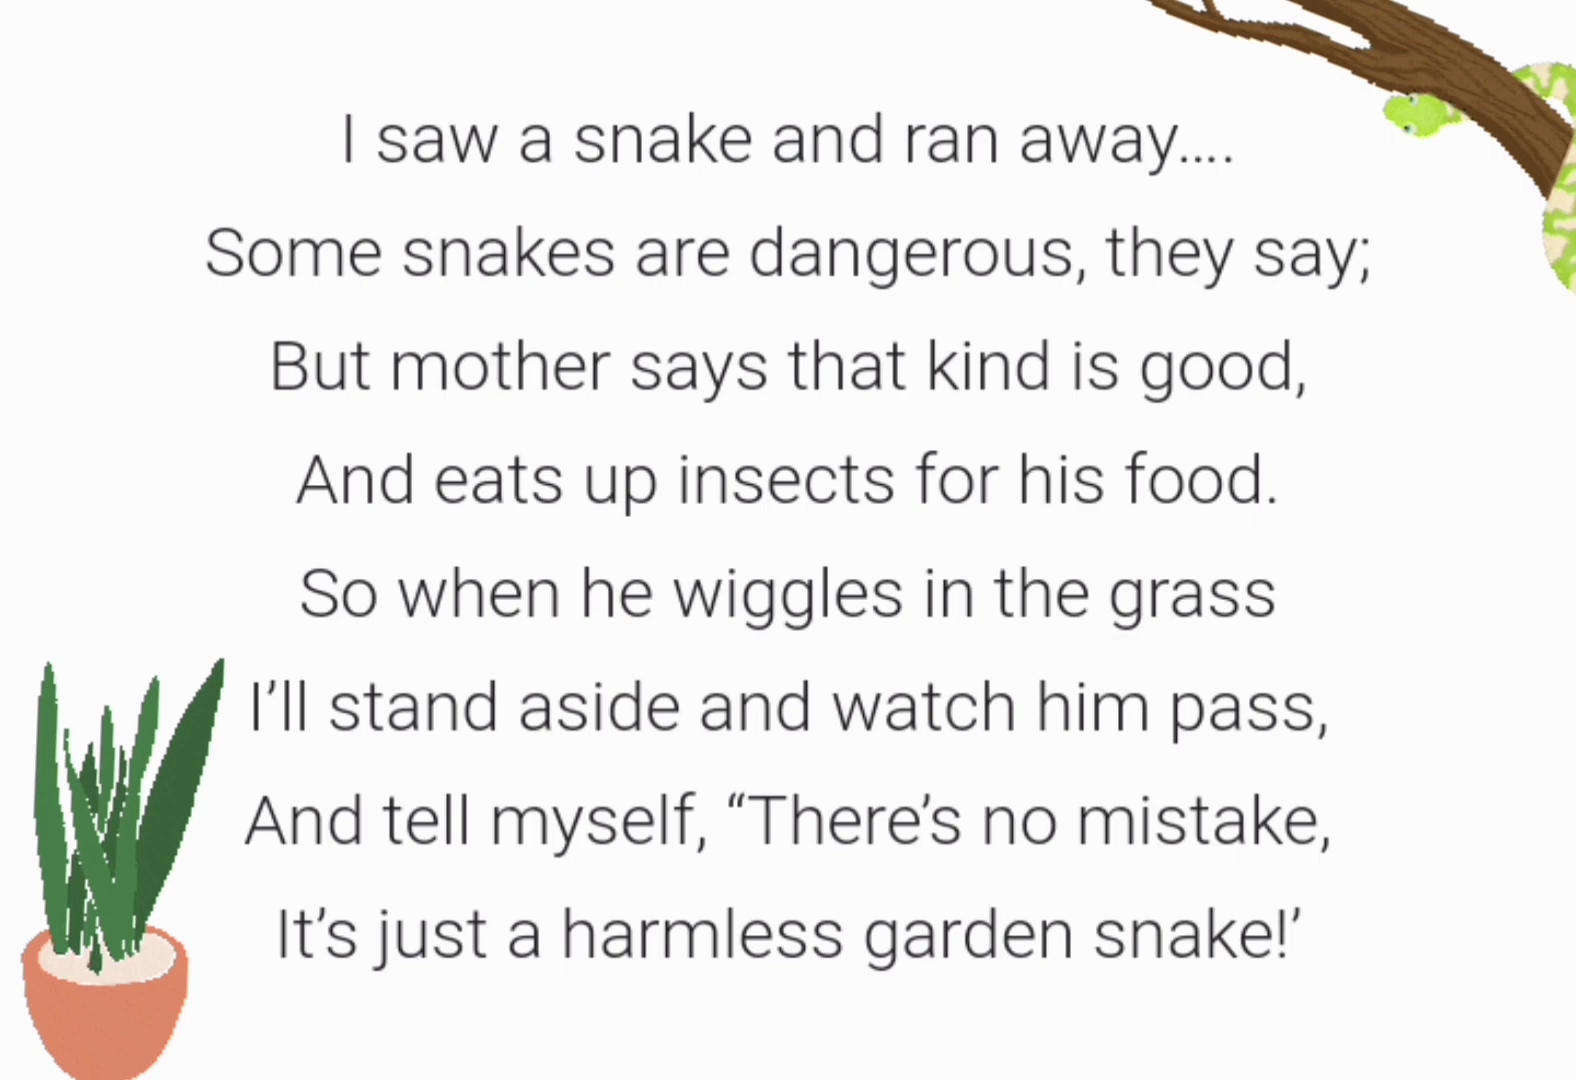 I saw a snake and ran away....
Some snakes are dangerous, they say;
But mother says that kind is good,
And eats up insects for his food.
So when he wiggles in the grass
I’ll stand aside and watch him pass,
And tell myself, “There’s no mistake,
It’s just a harmless garden snake!’